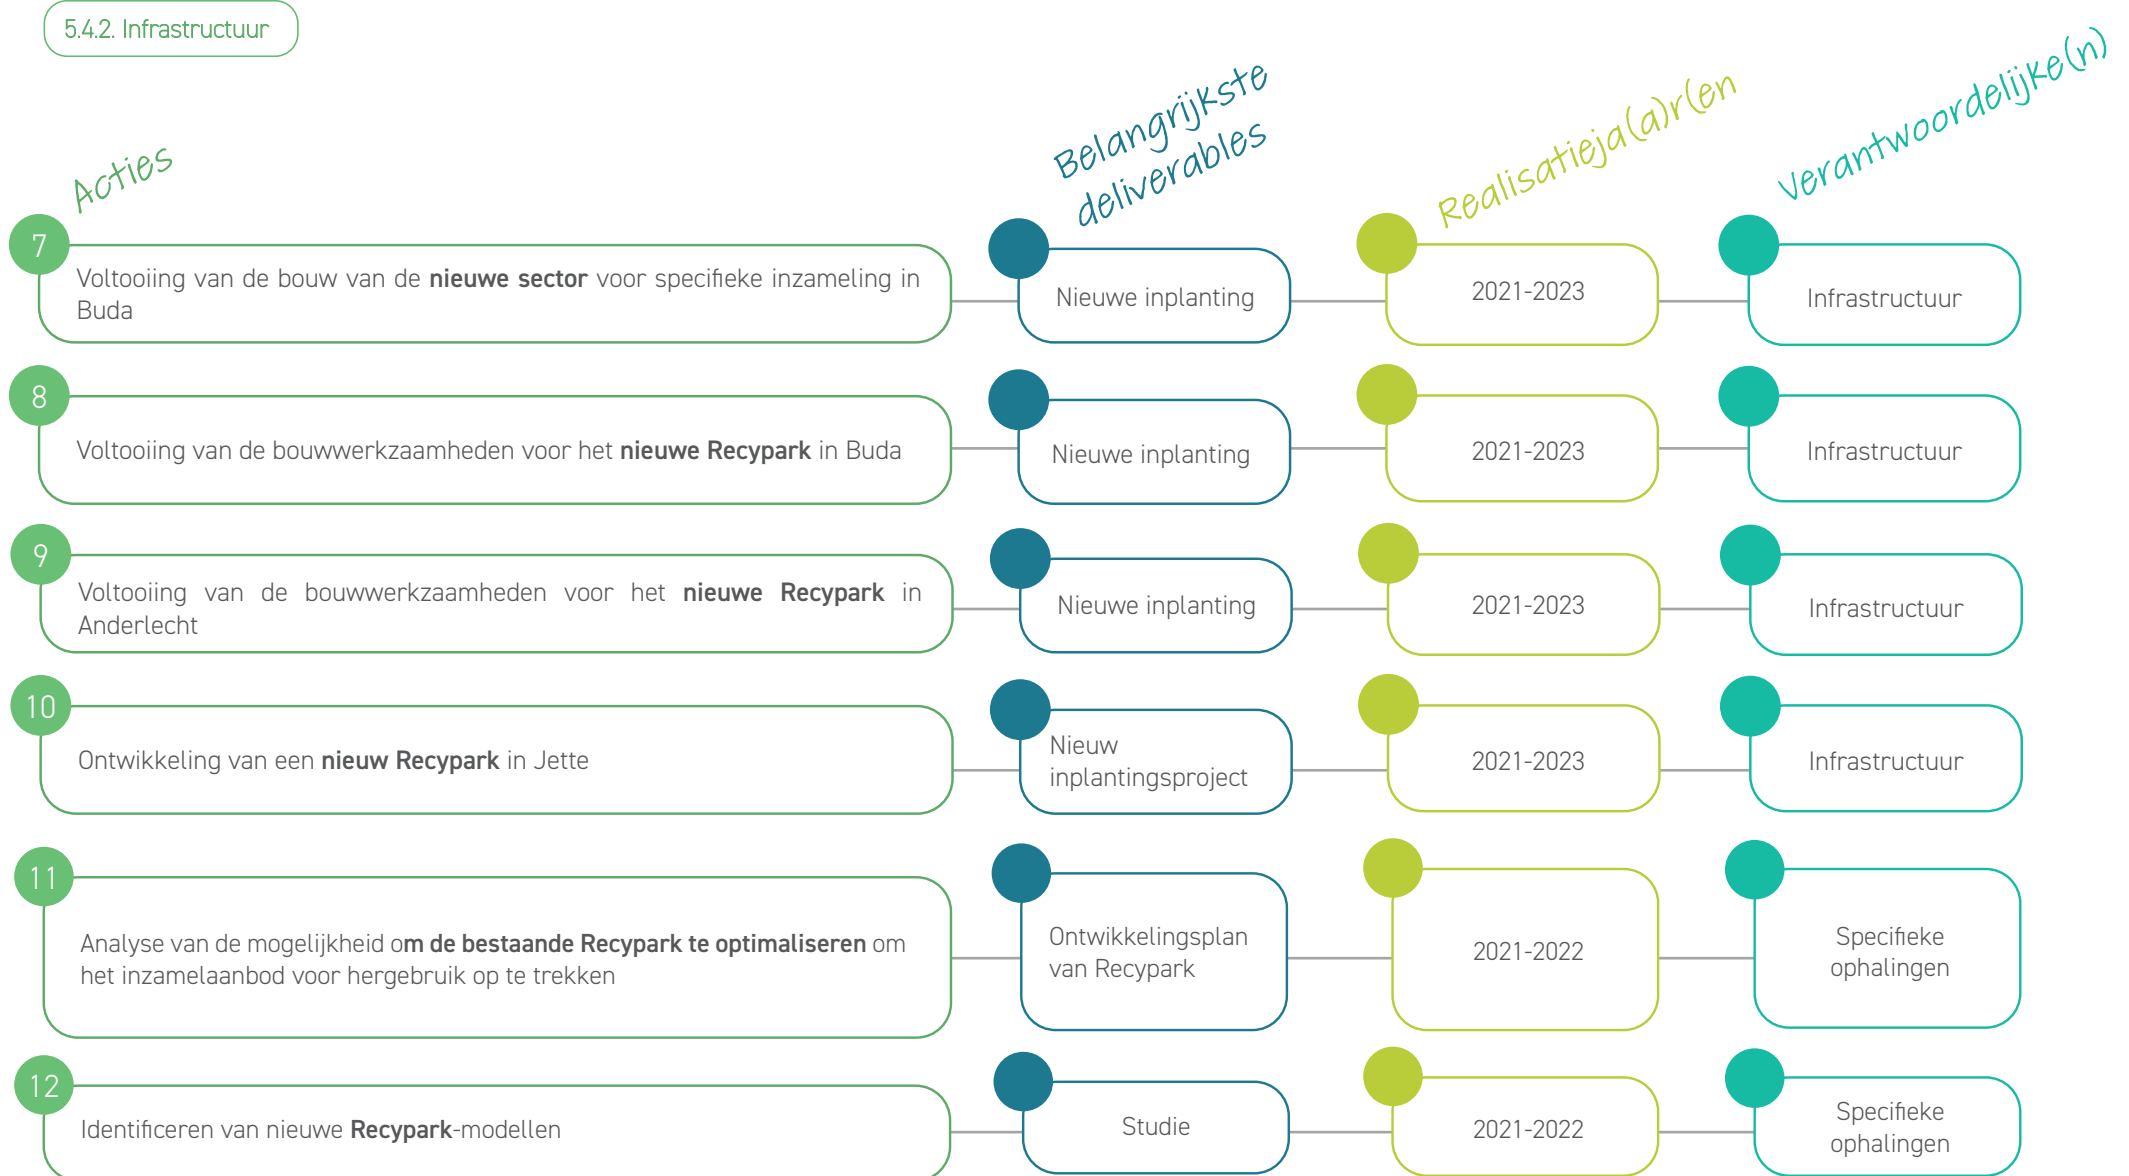 5.4.2. Infrastructuur
Acties
Belangrijkste
deliverables
Realisatieja(a)r(en
Verantwoordelijke(n)
7
Voltooiing van de bouw van de nieuwe sector voor specifieke inzameling in
Buda
Nieuwe inplanting
2021-2023
Infrastructuur
8
Voltooiing van de bouwwerkzaamheden voor het nieuwe Recypark in Buda
Nieuwe inplanting
2021-2023
Infrastructuur
9
Voltooiing van de bouwwerkzaamheden voor het nieuwe Recypark in
Anderlecht
Nieuwe inplanting
2021-2023
Infrastructuur
10
Ontwikkeling van een nieuw Recypark in Jette
Nieuw
inplantingsproject
2021-2023
Infrastructuur
11
Analyse van de mogelijkheid om de bestaande Recypark te optimaliseren om
het inzamelaanbod voor hergebruik op te trekken
Ontwikkelingsplan
van Recypark
2021-2022
Specifieke
ophalingen
12
Identificeren van nieuwe Recypark-modellen
Studie
2021-2022
Specifieke
ophalingen